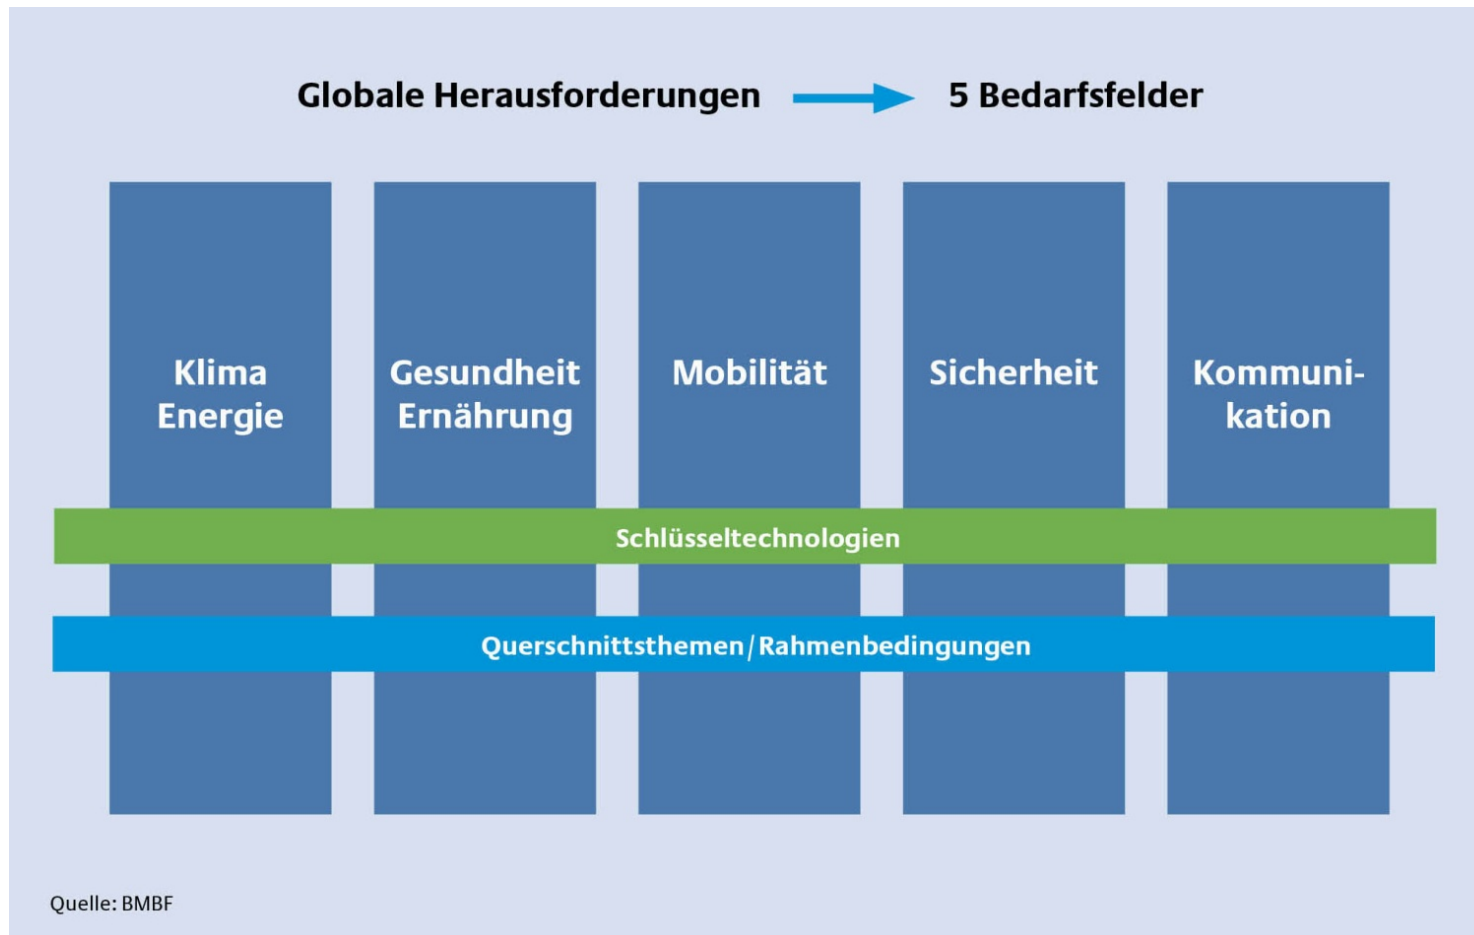 Globale Herausforderungen 5 Bedarfsfelder
Klima
Energie
Gesundheit
Ernährung
Mobilität
Sicherheit
Kommuni-
kation
Schlüsseltechnologien
Querschnittsthemen/Rahmenbedingungen
Quelle: BMBF